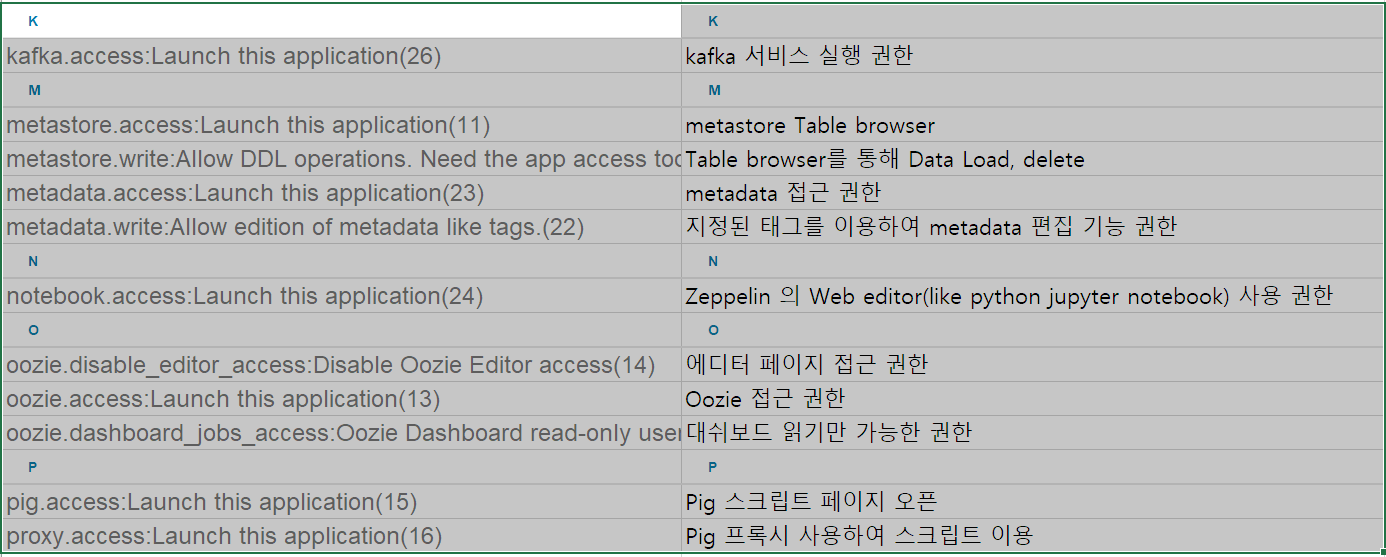 K K
kafka.access:Launch this application(26) kafka 서비스 실행 권한
M M
metastore.access:Launch this application(11) metastore Table browser
metastore.write:Allow DDL operations. Need the app access too Table browser를 통해 Data Load, delete
metadata.access:Launch this application(23) metadata 접근 권한
metadata.write:Allow edition of metadata like tags.(22) 지정된 태그를 이용하여 metadata 편집 기능 권한
N N
notebook.access:Launch this application(24) Zeppelin 의 Web editor(like python jupyter notebook) 사용 권한
O O
oozie.disable_editor_access:Disable Oozie Editor access(14) 에디터 페이지 접근 권한
oozie.access:Launch this application(13) Oozie 접근 권한
oozie.dashboard_jobs_access:Oozie Dashboard read-only user 대쉬보드 읽기만 가능한 권한
P P
pig.access:Launch this application(15) Pig 스크립트 페이지 오픈
proxy.access:Launch this application(16) Pig 프록시 사용하여 스크립트 이용